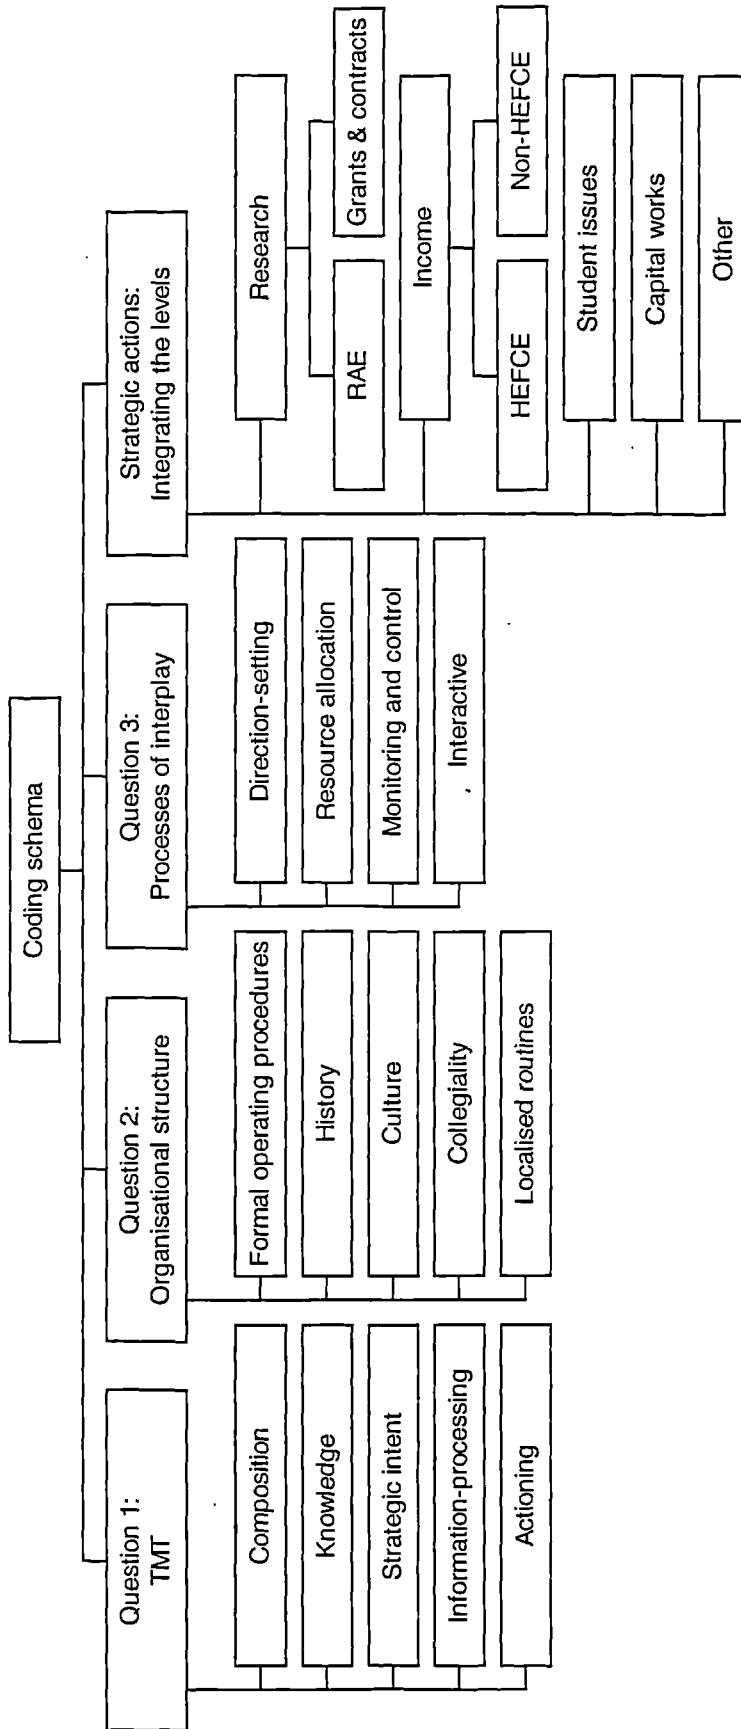 Coding schema
Question 1:
TMT
Composition
Knowledge
Strategic intent
Information-processing
Actioning
Question 2:
Organisational structure
Formal operating procedures
History
Culture
Collegiality
Localised routines
Question 3:
Processes of interplay
Direction-setting
Resource allocation
Monitoring and control
Interactive
Strategic actions:
Integrating the levels
Research
RAE
Grants & contracts
Income
HEFCE
Non-HEFCE
Student issues
Capital works
Other